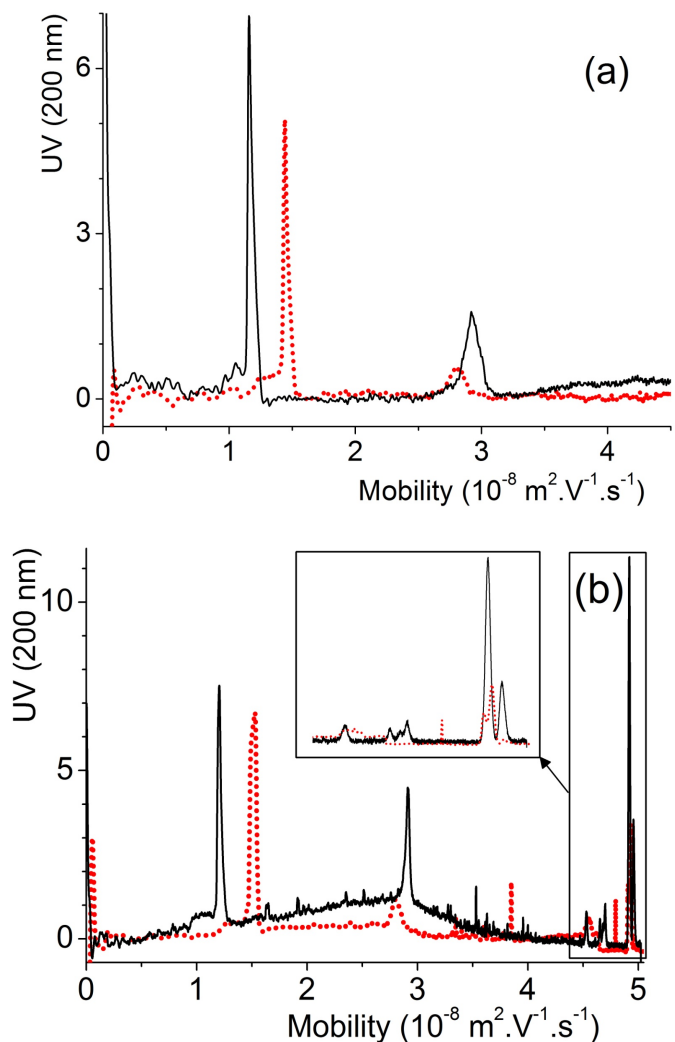 (a)
UV (200 nm)
6
3
0
0 1 2 3 4
Mobility (10⁻⁸ m².V⁻¹.s⁻¹)
(b)
UV (200 nm)
10
5
0
0 1 2 3 4 5
Mobility (10⁻⁸ m².V⁻¹.s⁻¹)